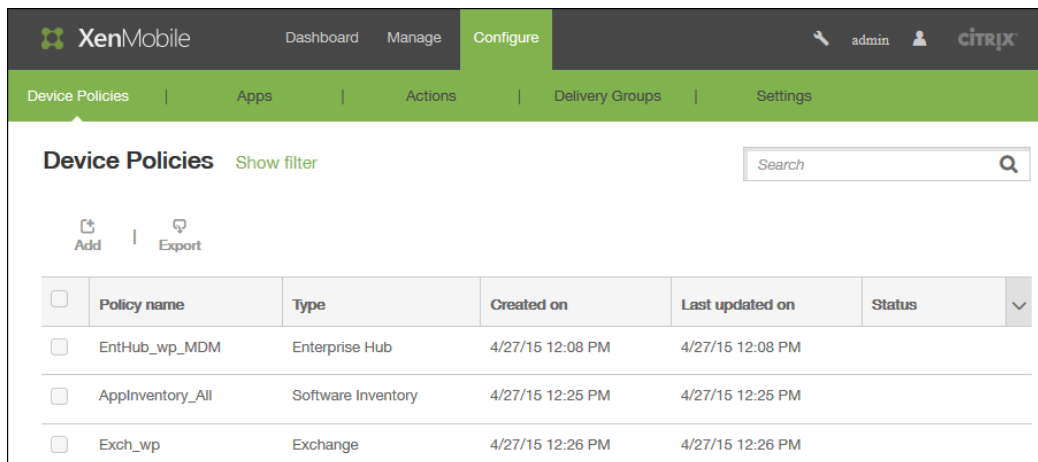 XenMobile Dashboard Manage Configure admin CİTRIX
Device Policies | Apps | Actions | Delivery Groups | Settings
Device Policies Show filter Search
Add | Export
Policy name Type Created on Last updated on Status
EntHub_wp_MDM Enterprise Hub 4/27/15 12:08 PM 4/27/15 12:08 PM
AppInventory_All Software Inventory 4/27/15 12:25 PM 4/27/15 12:25 PM
Exch_wp Exchange 4/27/15 12:26 PM 4/27/15 12:26 PM